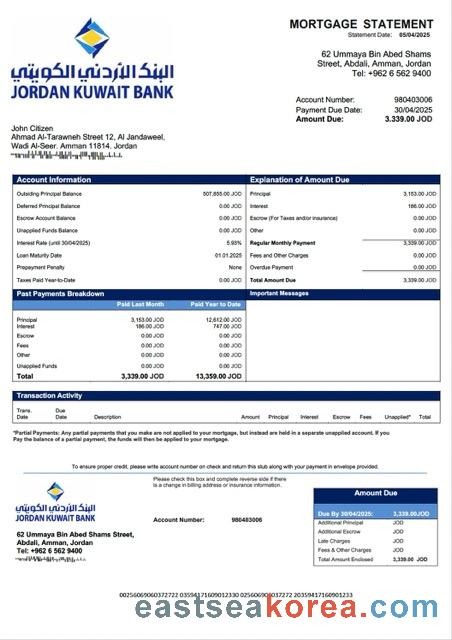 MORTGAGE STATEMENT
Statement Date: 05/04/2025
البنك الأردني الكويتي
JORDAN KUWAIT BANK
62 Ummaya Bin Abed Shams
Street, Abdali, Amman, Jordan
Tel: +962 6 562 9400
Account Number: 980403006
Payment Due Date: 30/04/2025
Amount Due: 3.339.00 JOD
John Citizen
Ahmad Al-Tarawneh Street 12, Al Jandaweel,
Wadi Al-Seer. Amman 11814. Jordan
Account Information
Outsiding Principal Balance 507,855.00 JOD
Deferred Principal Balance 0.00 JOD
Escrow Account Balance 0.00 JOD
Unapplied Funds Balance 0.00 JOD
Interest Rate (until 30/04/2025) 5.93%
Loan Maturity Date 01.01.2025
Prepayment Penalty None
Taxes Paid Year-to-Date 0.00 JOD
Explanation of Amount Due
Principal 3,153.00 JOD
Interest 186.00 JOD
Escrow (For Taxes and/or insurance) 0.00 JOD
Other 0.00 JOD
Regular Monthly Payment 3,339.00 JOD
Fees and Other Charges 0.00 JOD
Overdue Payment 0.00 JOD
Total Amount Due 3,339.00 JOD
Past Payments Breakdown
Paid Last Month Paid Year to Date
Principal 3,153.00 JOD 12,612.00 JOD
Interest 186.00 JOD 747.00 JOD
Escrow 0.00 JOD 0.00 JOD
Fees 0.00 JOD 0.00 JOD
Other 0.00 JOD 0.00 JOD
Unapplied Funds 0.00 JOD 0.00 JOD
Total 3,339.00 JOD 13,359.00 JOD
Important Messages
Transaction Activity
Trans. Date Due Date Description Amount Principal Interest Escrow Fees Unapplied* Total
*Partial Payments: Any partial payments that you make are not applied to your mortgage, but instead are held in a separate unapplied account. If you
Pay the balance of a partial payment, the funds will then be applied to your mortgage.
To ensure proper credit, please write account number on check and return this stub along with your payment in envelope provided.
Please check this box and complete reverse side if there
is a change in billing address or insurance information.
البنك الأردني الكويتي
JORDAN KUWAIT BANK
62 Ummaya Bin Abed Shams Street,
Abdali, Amman, Jordan
Tel: +962 6 562 9400
Account Number: 980403006
Amount Due
Due By 30/04/2025: 3,339.00JOD
Additional Principal JOD
Additional Escrow JOD
Late Charges JOD
Fees & Other Charges JOD
Total Amount Enclosed 3,339.00 JOD
eastseakorea.com